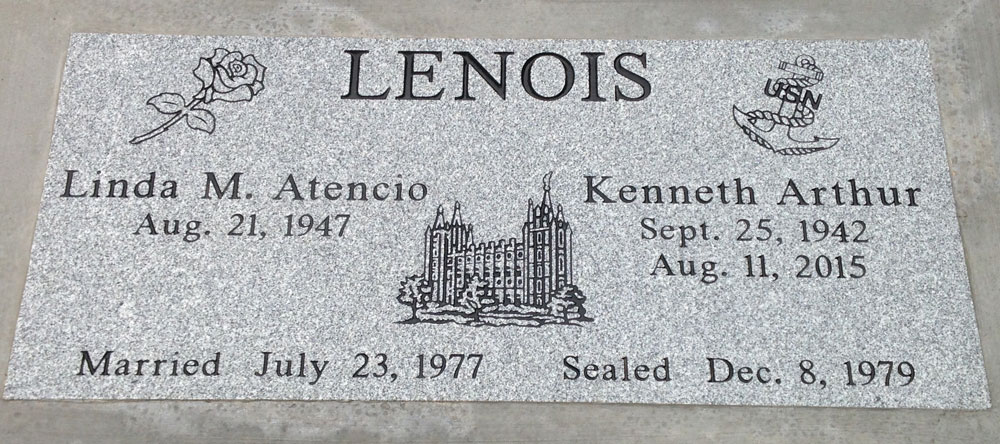 LENOIS
USN
Linda M. Atencio
Aug. 21, 1947
Kenneth Arthur
Sept. 25, 1942
Aug. 11, 2015
Married July 23, 1977
Sealed Dec. 8, 1979